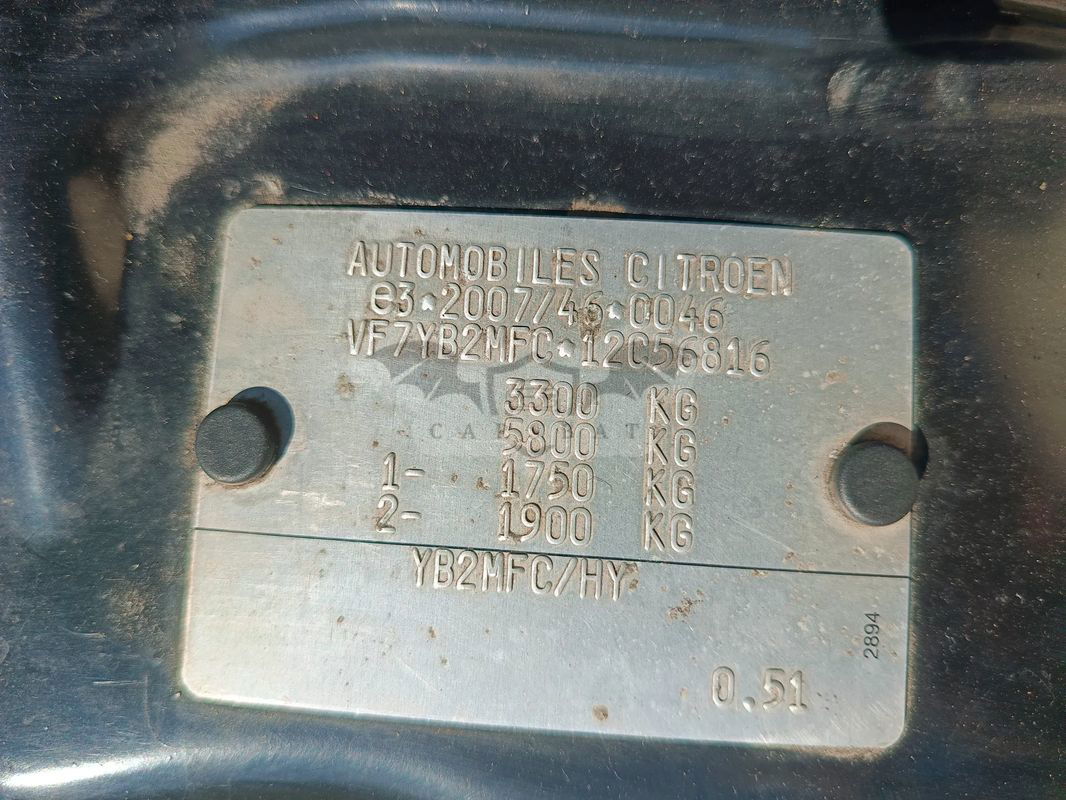 AUTOMOBILES CITROEN
e3*2007/46*0046
VF7YB2MFC*12C56816
3300 KG
5800 KG
1- 1750 KG
2- 1900 KG
YB2MFC/HY
2894
0.51